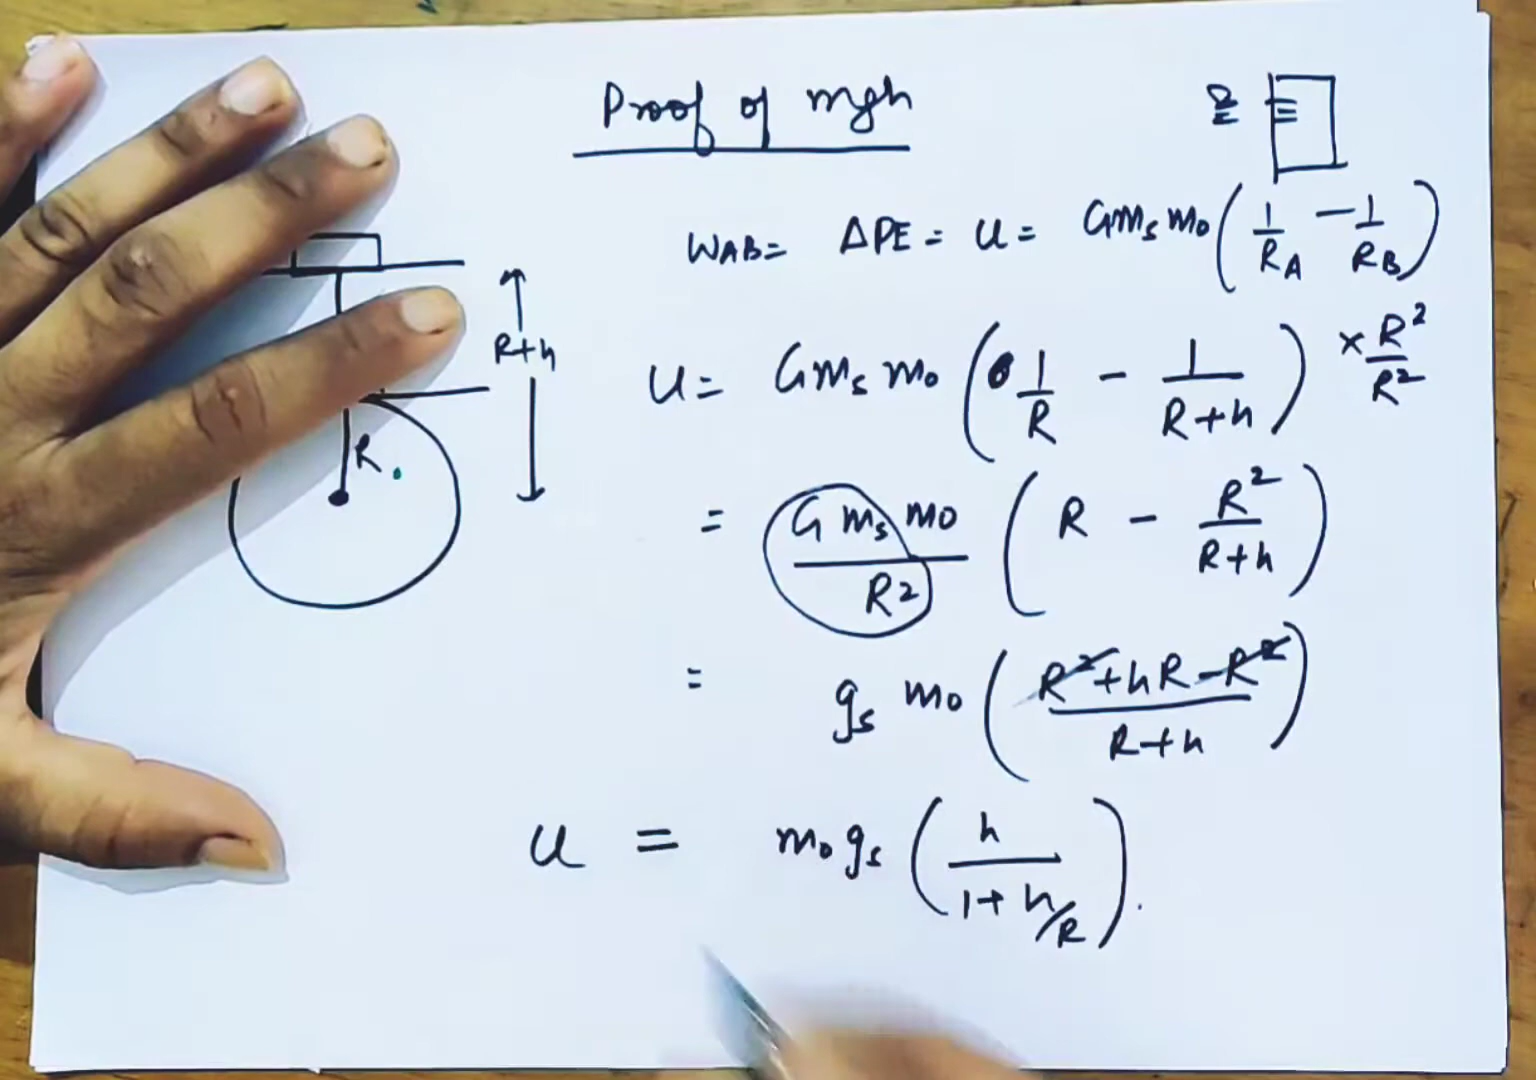 Proof of mgh
WAB = ΔPE = U = Gms mo (1/RA - 1/RB)
U = Gms mo (1/R - 1/R+h) × R²/R²
R+h
= G ms mo/R² (R - R²/R+h)
R
= gs mo (R²+hR-R²/R+h)
U = mo gs (h/1+h/R).